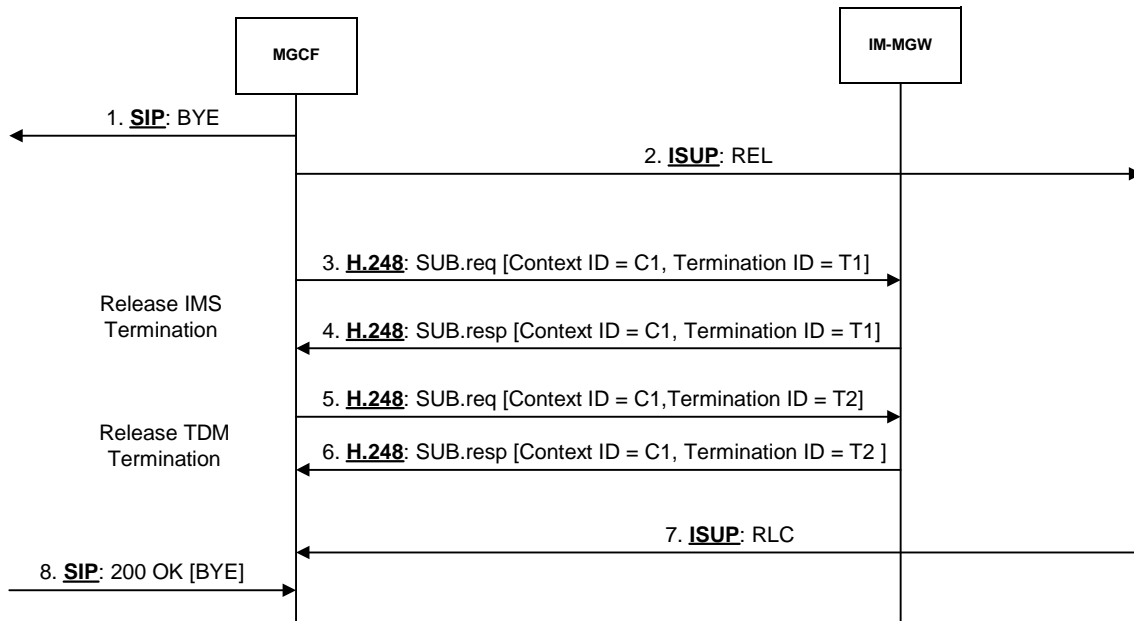 MGCF
IM-MGW
1. SIP: BYE
2. ISUP: REL
3. H.248: SUB.req [Context ID = C1, Termination ID = T1]
Release IMS
Termination
4. H.248: SUB.resp [Context ID = C1, Termination ID = T1]
5. H.248: SUB.req [Context ID = C1,Termination ID = T2]
Release TDM
Termination
6. H.248: SUB.resp [Context ID = C1, Termination ID = T2 ]
7. ISUP: RLC
8. SIP: 200 OK [BYE]